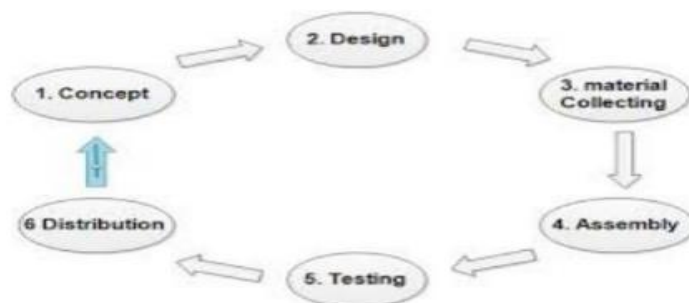 2. Design
1. Concept
3. material
Collecting
6 Distribution
4. Assembly
5. Testing